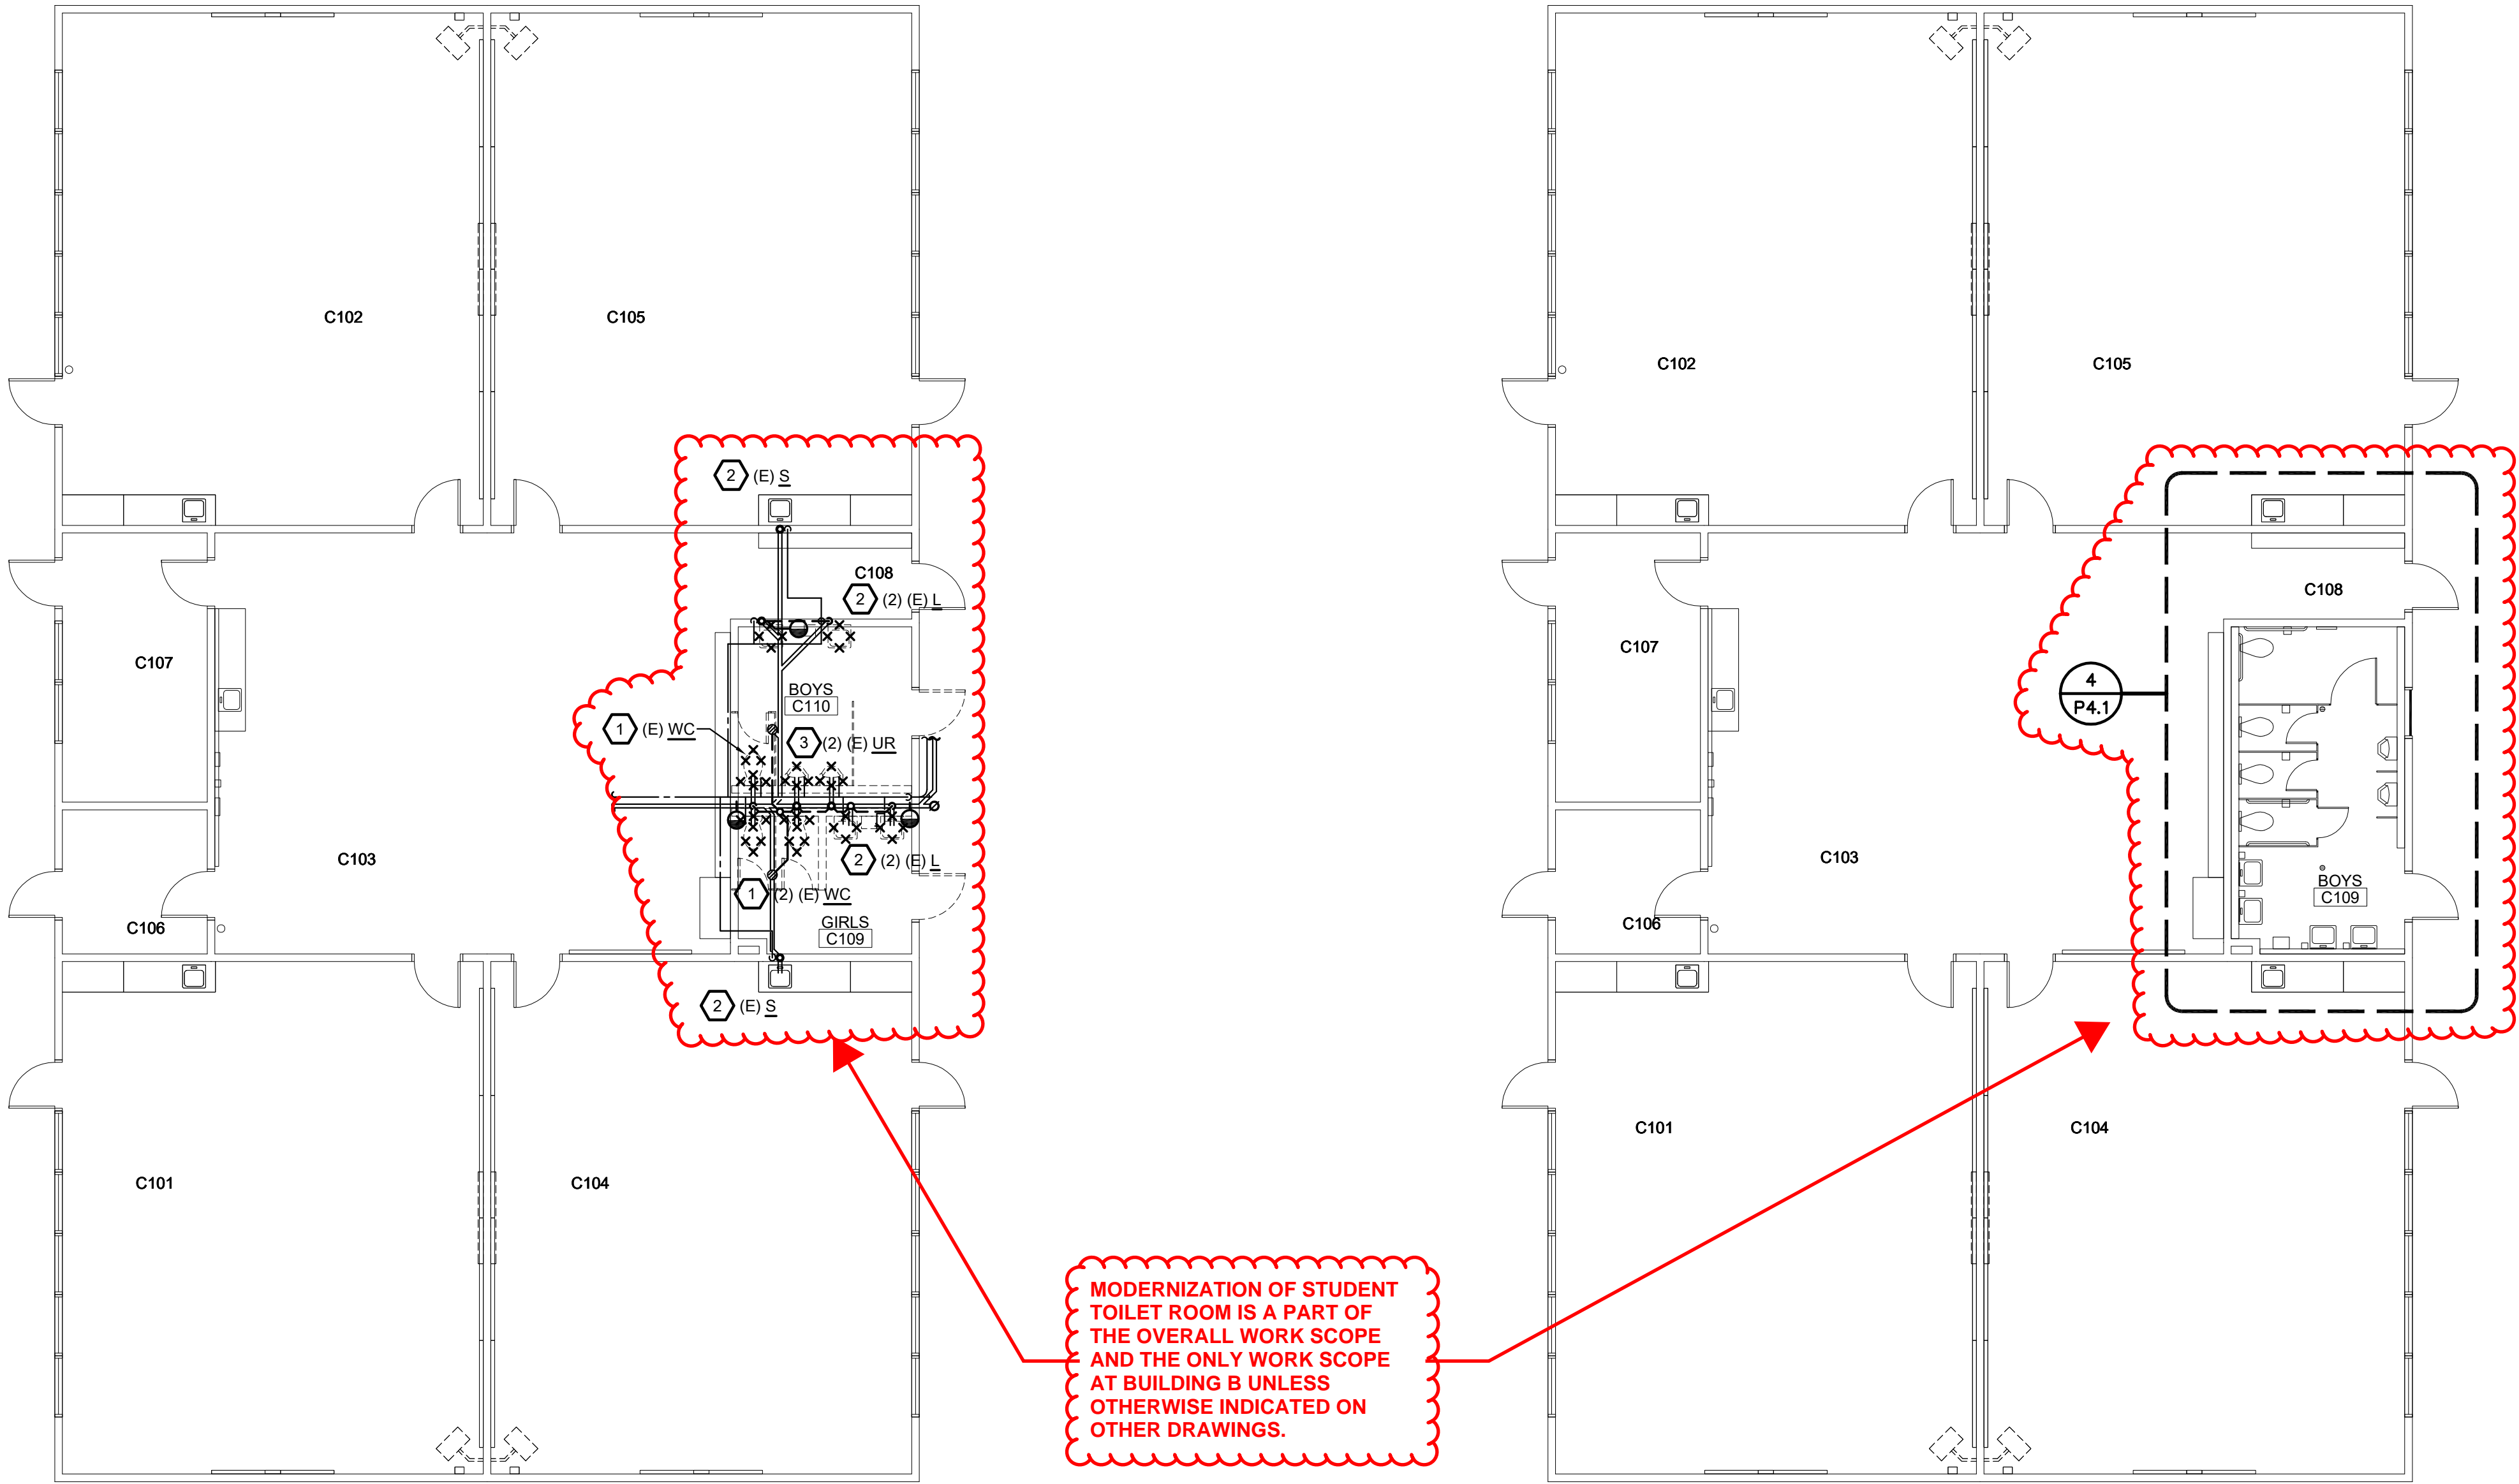 C102
C105
2 (E) S
C108
2 (2) (E) L
C107
BOYS
C110
1 (E) WC
3 (2) (E) UR
C103
2 (2) (E) L
1 (2) (E) WC
GIRLS
C109
C106
2 (E) S
C101
C104
C102
C105
C108
C107
4
P4.1
C103
BOYS
C109
C106
C101
C104
MODERNIZATION OF STUDENT
TOILET ROOM IS A PART OF
THE OVERALL WORK SCOPE
AND THE ONLY WORK SCOPE
AT BUILDING B UNLESS
OTHERWISE INDICATED ON
OTHER DRAWINGS.